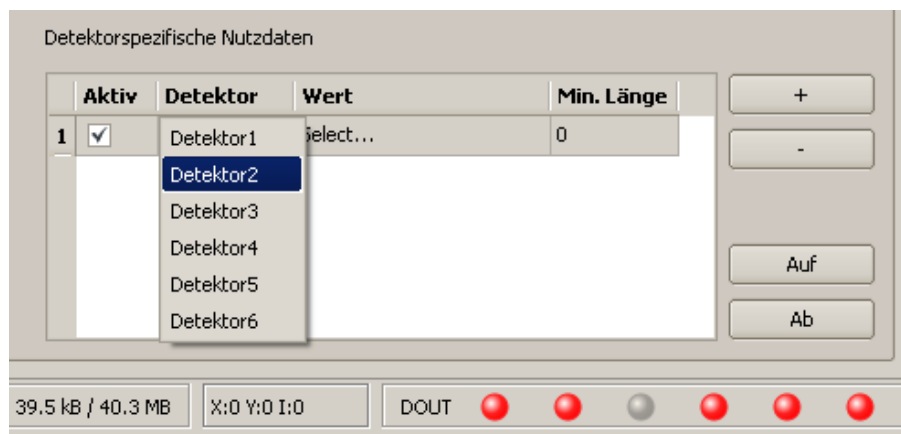 Detektorspezifische Nutzdaten
Aktiv Detektor Wert Min. Länge
1 Detektor1 Select... 0
Detektor2
Detektor3
Detektor4
Detektor5
Detektor6
+
-
Auf
Ab
39.5 kB / 40.3 MB X:0 Y:0 I:0 DOUT